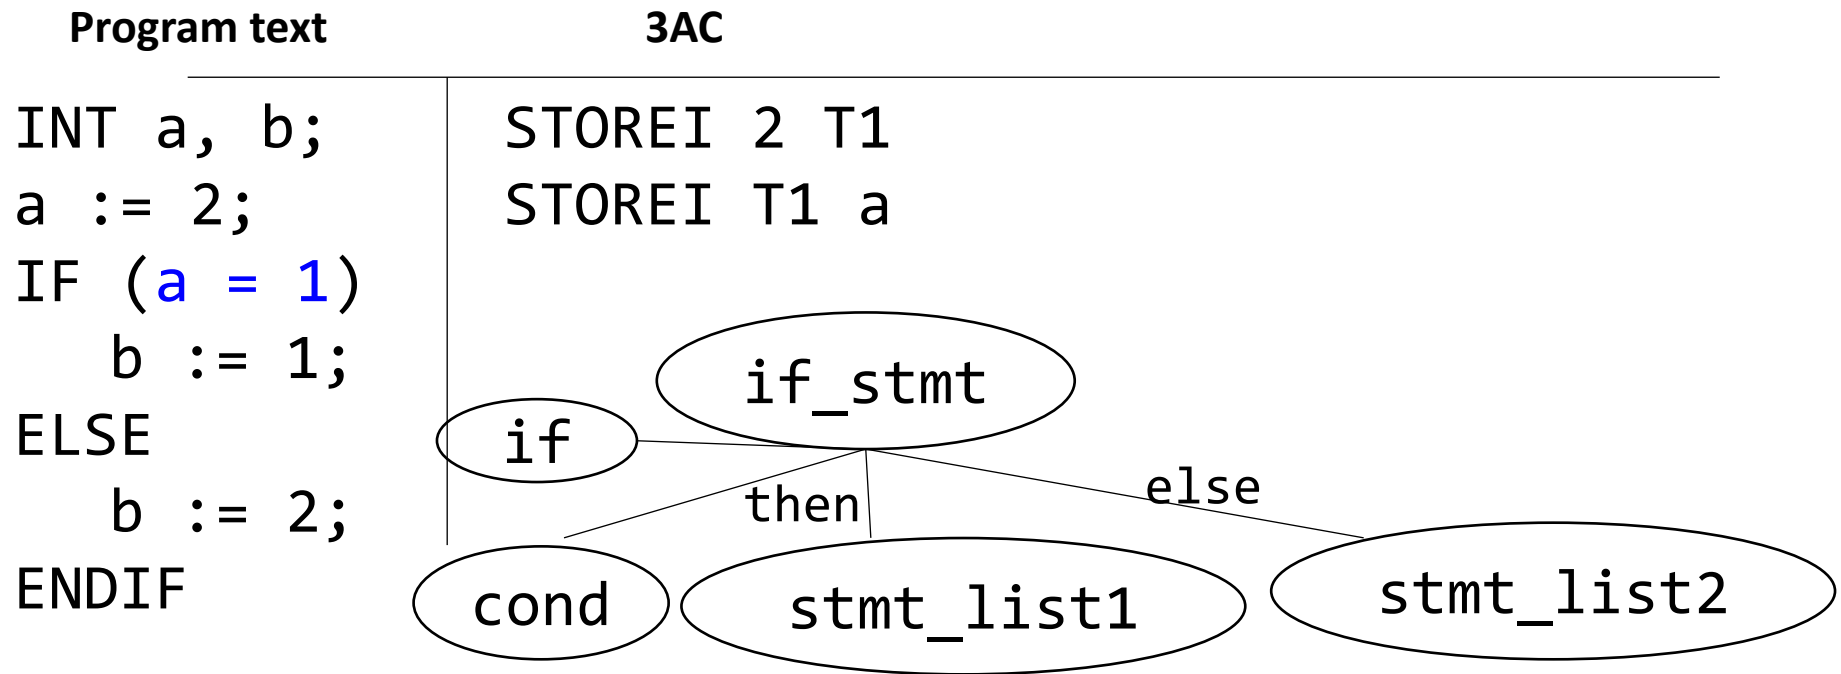 Program text
3AC
INT a, b;
a := 2;
IF (a = 1)
b := 1;
ELSE
b := 2;
ENDIF
STOREI 2 T1
STOREI T1 a
if_stmt
if
then
else
cond
stmt_list1
stmt_list2